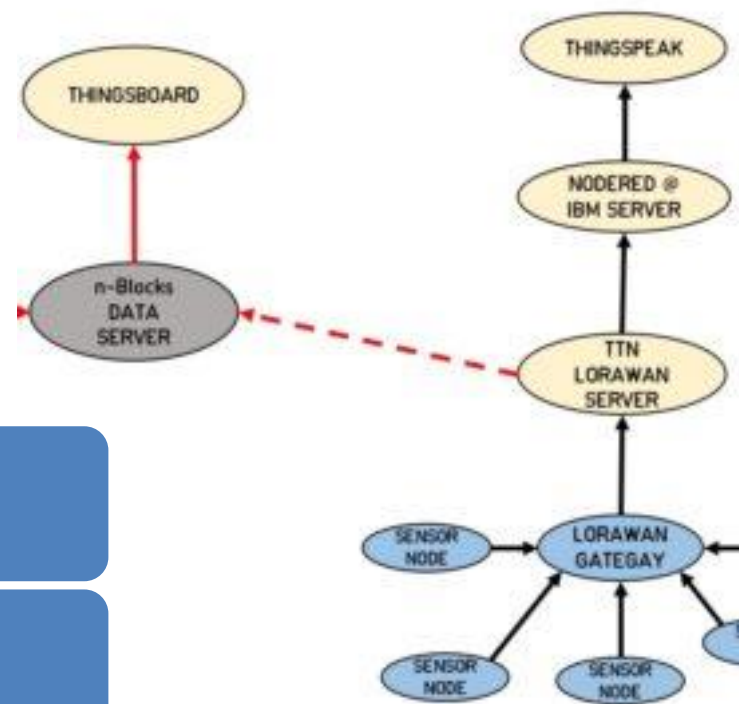 THINGSPEAK
THINGSBOARD
NODERED @
IBM SERVER
n-Blocks
DATA
SERVER
TTN
LORAWAN
SERVER
SENSOR
NODE
LORAWAN
GATEGAY
SENSOR
NODE
SENSOR
NODE